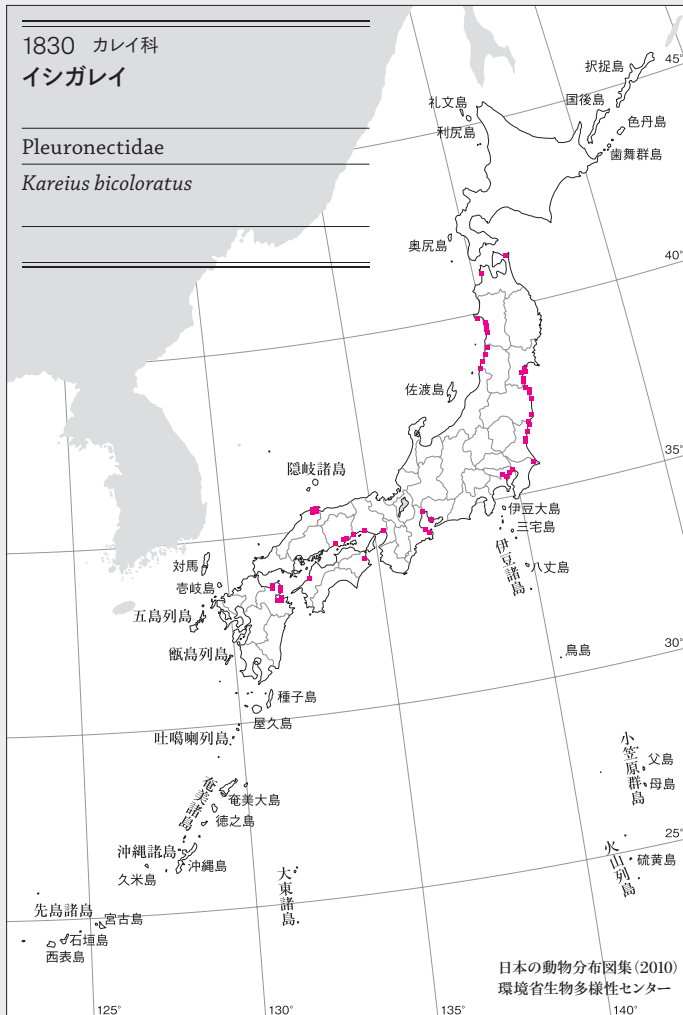 1830 カレイ科
イシガレイ
Pleuronectidae
Kareius bicoloratus
45°
択捉島
国後島
礼文島
色丹島
利尻島
歯舞群島
奥尻島
40°
佐渡島
35°
隠岐諸島
伊豆大島
三宅島
伊豆諸島
八丈島
対馬
壱岐島
五島列島
甑島列島
30°
鳥島
種子島
屋久島
吐噶喇列島
小笠原群島
父島
母島
奄美諸島
奄美大島
徳之島
25°
沖縄諸島
沖縄島
久米島
火山列島
硫黄島
大東諸島
先島諸島
宮古島
石垣島
西表島
日本の動物分布図集(2010)
環境省生物多様性センター
125°
130°
135°
140°